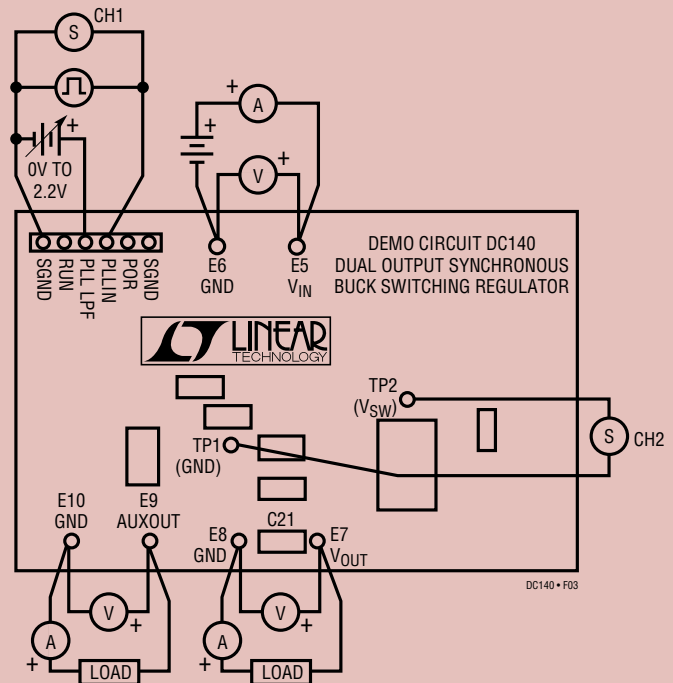 CH1
S
+
0V TO
2.2V
+
A
+
V
+
SGND
RUN
PLL LPF
PLLIN
POR
SGND
E6
GND
E5
VIN
DEMO CIRCUIT DC140
DUAL OUTPUT SYNCHRONOUS
BUCK SWITCHING REGULATOR
LINEAR
TECHNOLOGY
TP2
(VSW)
TP1
(GND)
S
CH2
E10
GND
E9
AUXOUT
E8
GND
C21
E7
VOUT
DC140 • F03
V
+
A
+
LOAD
V
+
A
+
LOAD